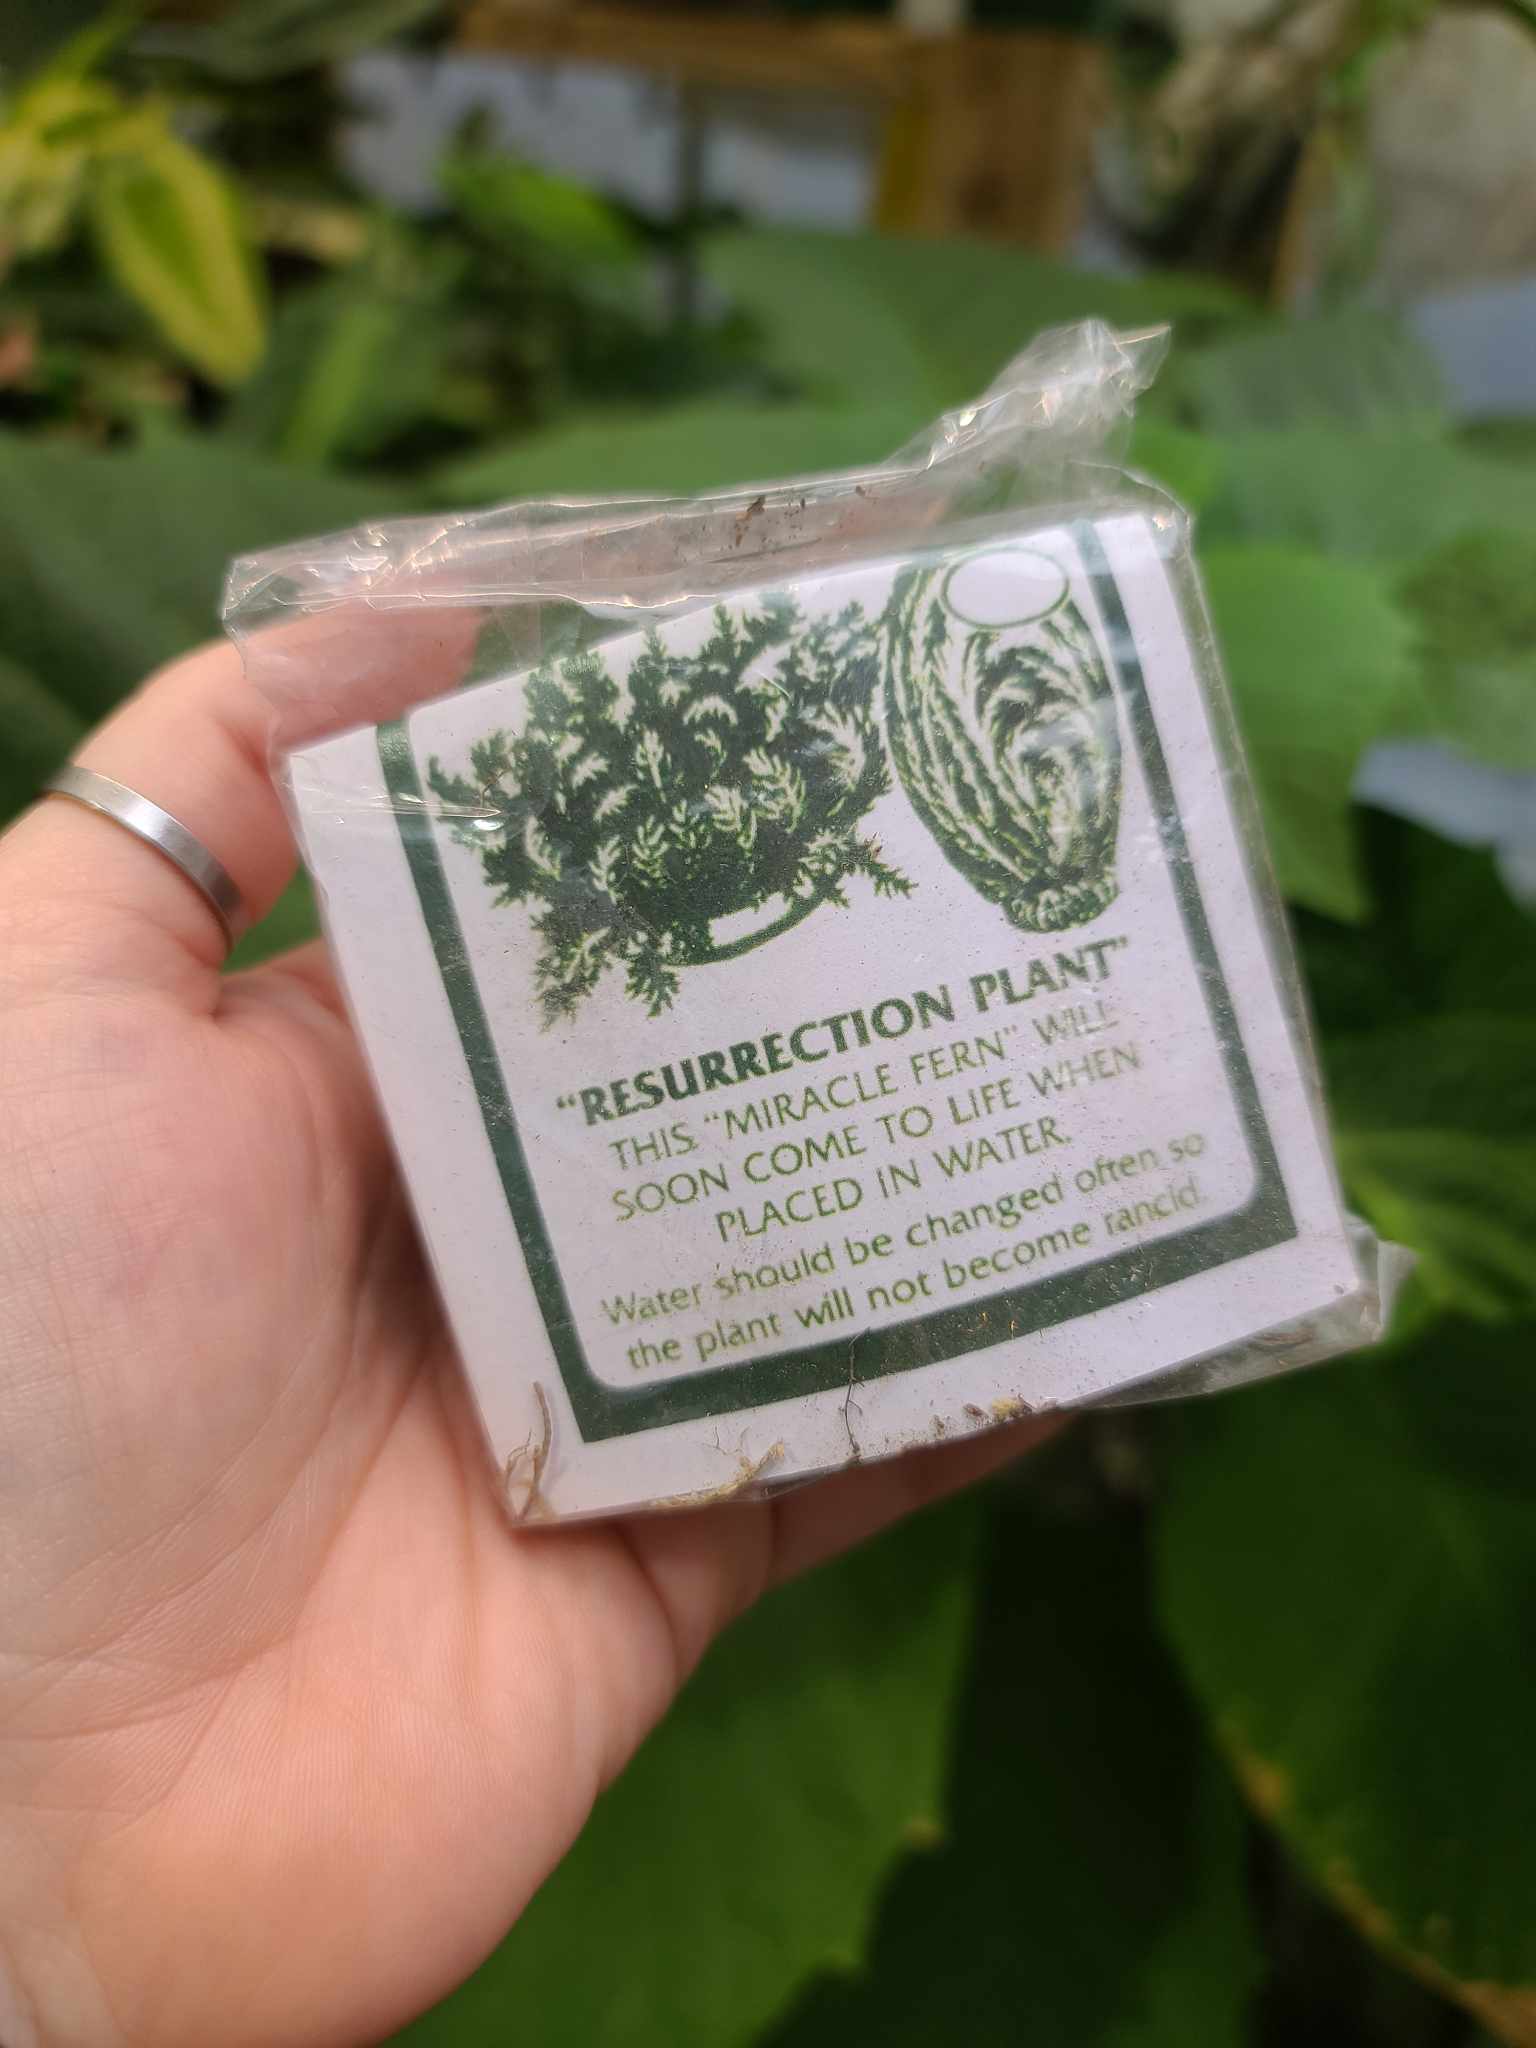 “RESURRECTION PLANT”
THIS “MIRACLE FERN” WILL
SOON COME TO LIFE WHEN
PLACED IN WATER.
Water should be changed often so
the plant will not become rancid.